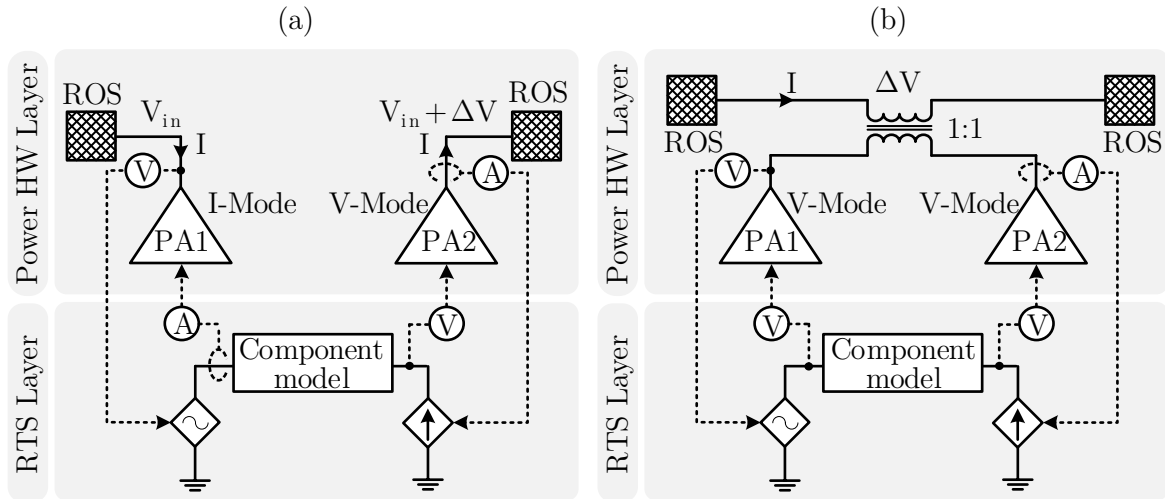 (a)
Power HW Layer
ROS
V_in
I
V
I-Mode
PA1
V_in + ΔV
ROS
I
A
V-Mode
PA2
RTS Layer
A
Component
model
V
(b)
Power HW Layer
ROS
I
ΔV
1:1
ROS
V
V-Mode
PA1
V-Mode
A
PA2
RTS Layer
V
Component
model
V